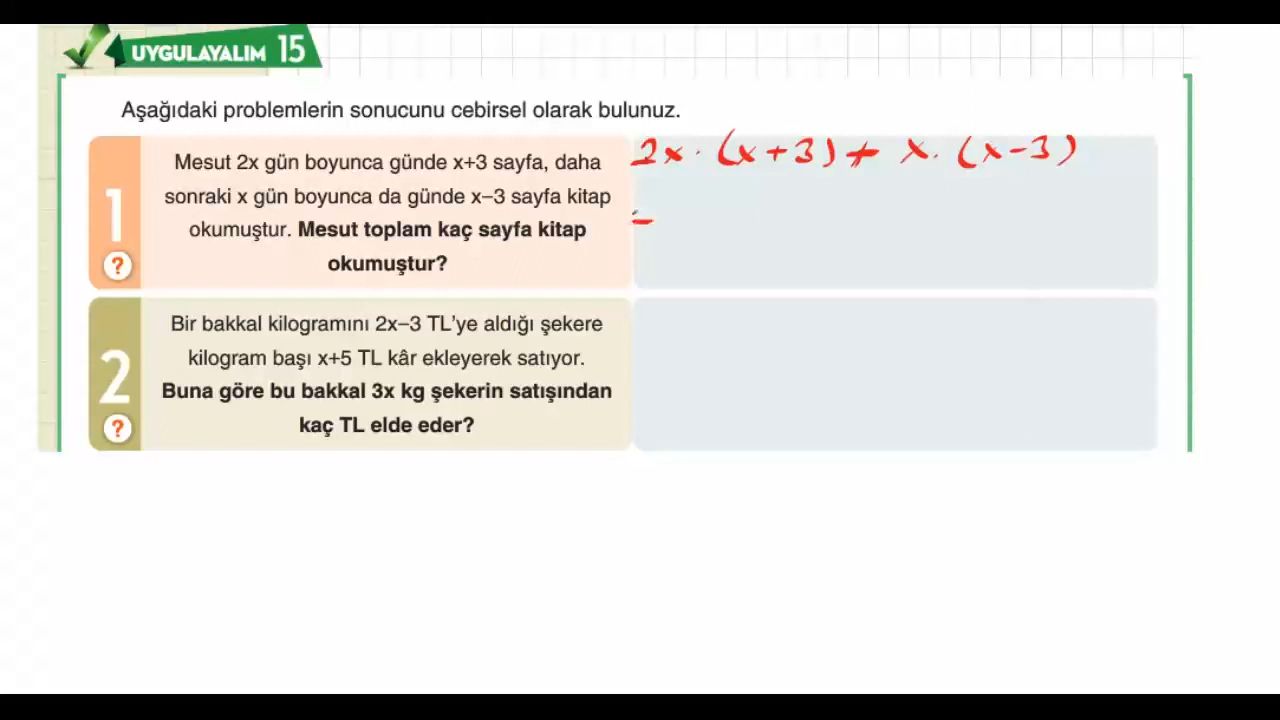 UYGULAYALIM 15
Aşağıdaki problemlerin sonucunu cebirsel olarak bulunuz.
1
?
Mesut 2x gün boyunca günde x+3 sayfa, daha
sonraki x gün boyunca da günde x–3 sayfa kitap
okumuştur. Mesut toplam kaç sayfa kitap
okumuştur?
2x · (x+3) + x · (x-3)
=
2
?
Bir bakkal kilogramını 2x–3 TL'ye aldığı şekere
kilogram başı x+5 TL kâr ekleyerek satıyor.
Buna göre bu bakkal 3x kg şekerin satışından
kaç TL elde eder?